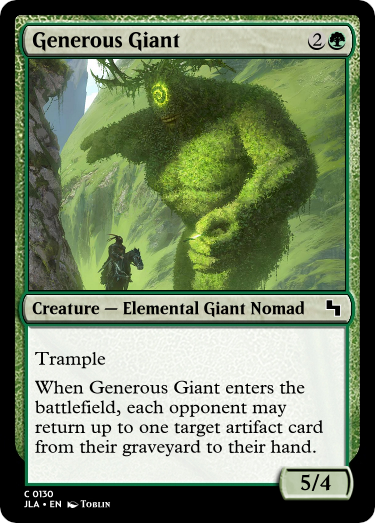 Generous Giant 2
Creature — Elemental Giant Nomad
Trample
When Generous Giant enters the
battlefield, each opponent may
return up to one target artifact card
from their graveyard to their hand.
5/4
C 0130
JLA • EN Toblin